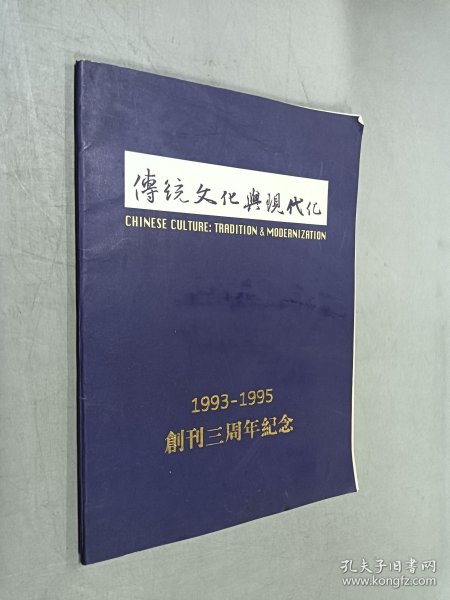 傳統文化與現代化
CHINESE CULTURE: TRADITION & MODERNIZATION
1993-1995
創刊三周年紀念
孔夫子旧书网
www.kongfz.com